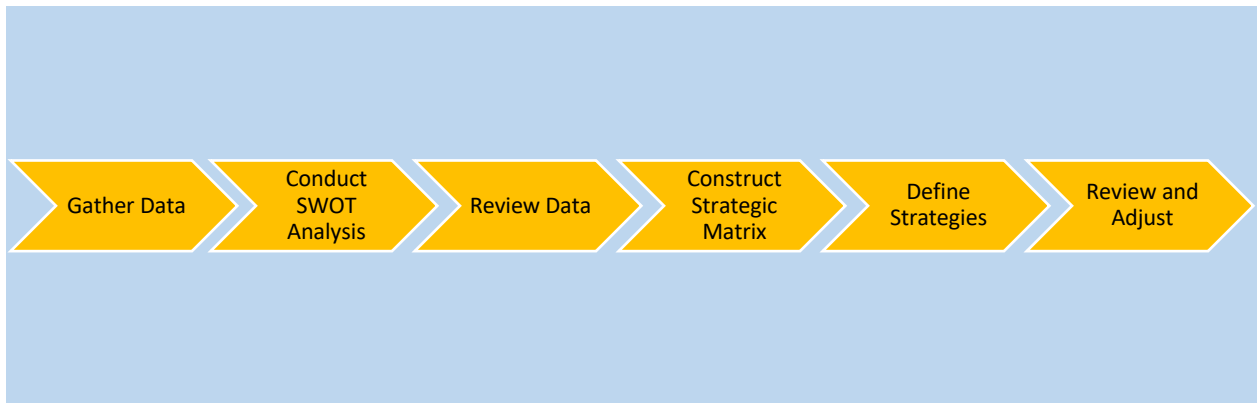 Gather Data
Conduct
SWOT
Analysis
Review Data
Construct
Strategic
Matrix
Define
Strategies
Review and
Adjust